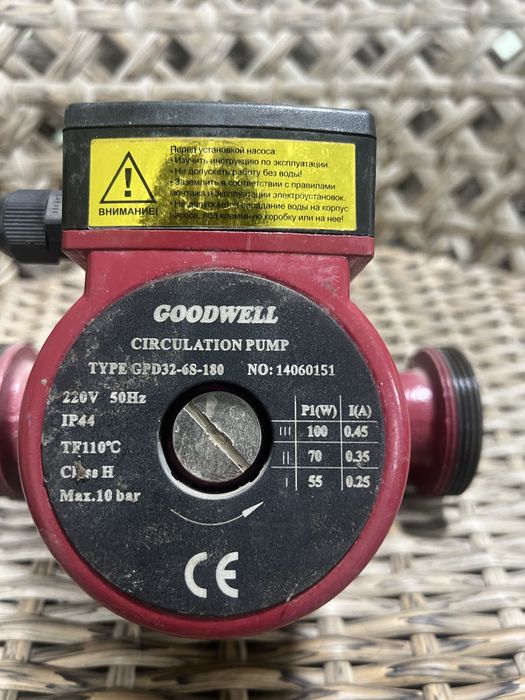 Перед установкой насоса:
• Изучить инструкцию по эксплуатации.
• Не допускать работу без воды!
• Заземлить в соответствии с правилами
монтажа и эксплуатации электроустановок.
• Не допускается попадание воды на корпус
насоса, под клеммную коробку или на нее!
ВНИМАНИЕ!
GOODWELL
CIRCULATION PUMP
TYPE GPD32-6S-180 NO: 14060151
220V 50Hz
IP44
TF110℃
Class H
Max.10 bar
P1(W) I(A)
III 100 0.45
II 70 0.35
I 55 0.25
CE